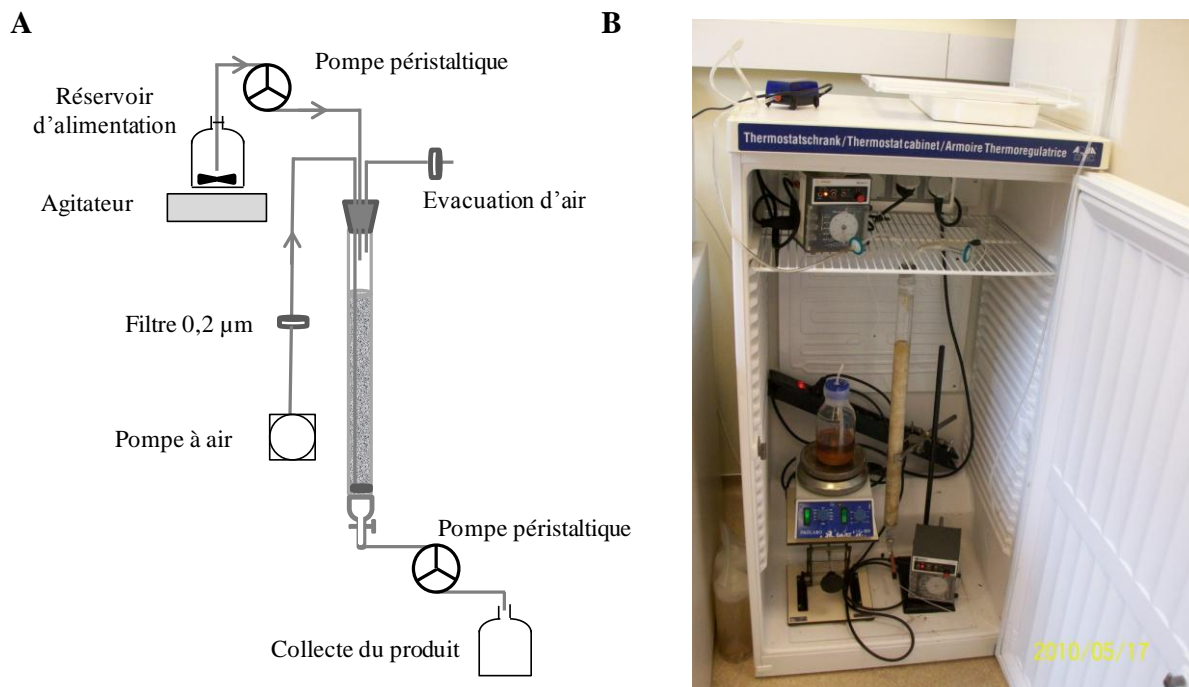 A
B
Pompe péristaltique
Réservoir
d'alimentation
Agitateur
Evacuation d'air
Filtre 0,2 µm
Pompe à air
Pompe péristaltique
Collecte du produit
Thermostatschrank/Thermostat cabinet/Armoire Thermoregulatrice
2010/05/17